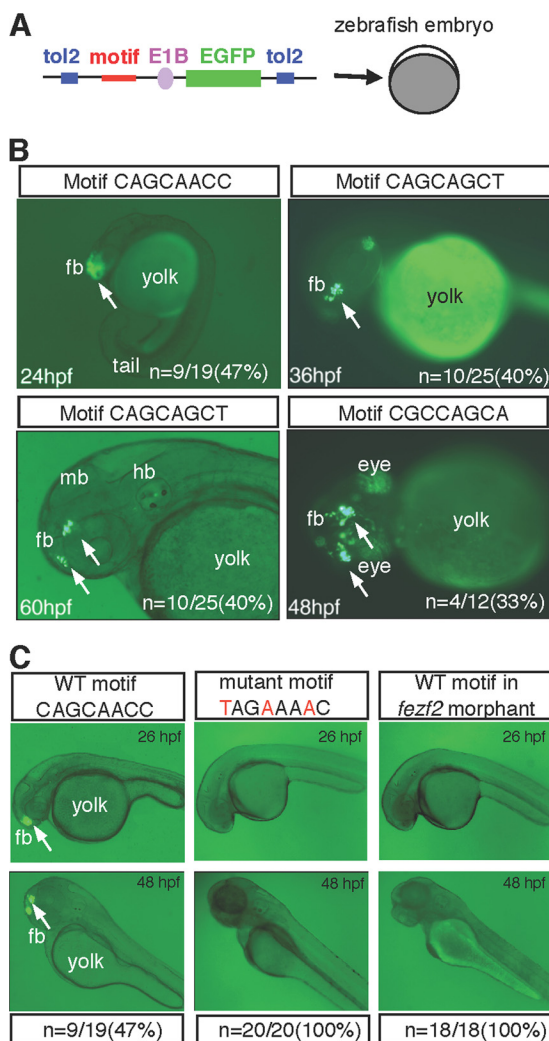 A
zebrafish embryo
tol2 motif E1B EGFP tol2
B
Motif CAGCAACC
fb
yolk
tail
24hpf
n=9/19(47%)
Motif CAGCAGCT
fb
yolk
36hpf
n=10/25(40%)
Motif CAGCAGCT
mb
hb
fb
yolk
60hpf
n=10/25(40%)
Motif CGCCAGCA
eye
fb
yolk
eye
48hpf
n=4/12(33%)
C
WT motif
CAGCAACC
26 hpf
yolk
fb
48 hpf
fb
yolk
n=9/19(47%)
mutant motif
TAGAAAAC
26 hpf
48 hpf
n=20/20(100%)
WT motif in
fezf2 morphant
26 hpf
48 hpf
n=18/18(100%)